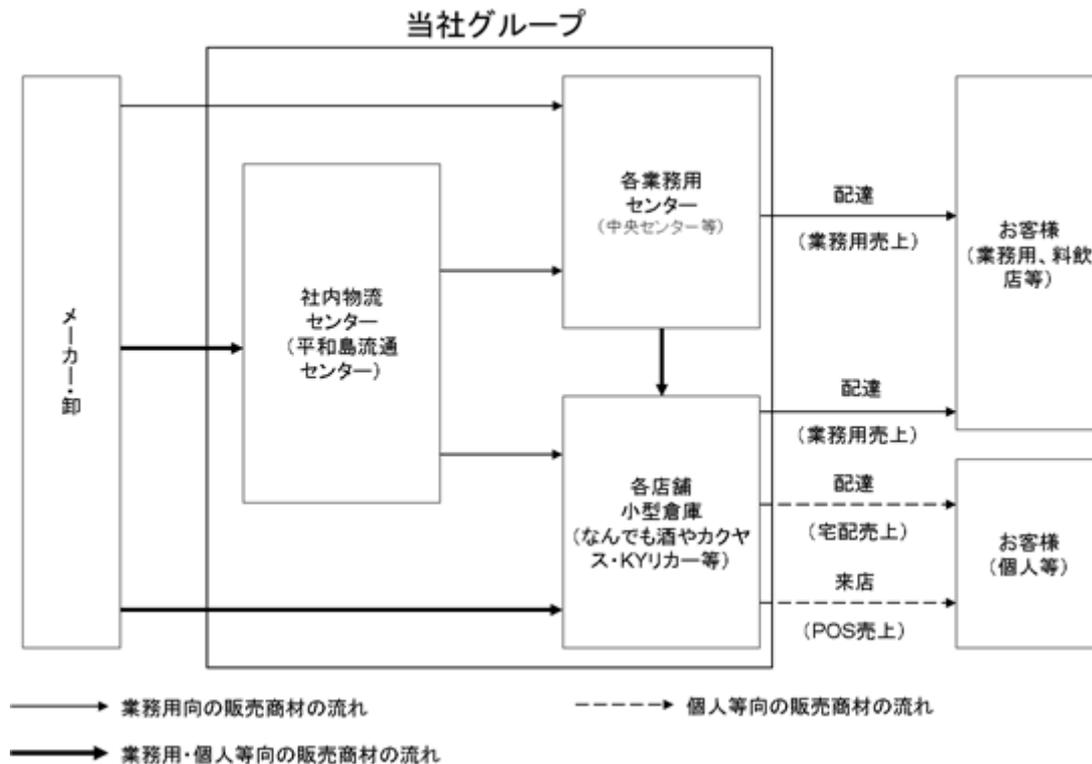 当社グループ
メーカー・卸
社内物流
センター
(平和島流通
センター)
各業務用
センター
(中央センター等)
各店舗
小型倉庫
(なんでも酒やカクヤ
ス・KYリカー等)
配達
(業務用売上)
配達
(業務用売上)
配達
(宅配売上)
来店
(POS売上)
お客様
(業務用、料飲
店等)
お客様
(個人等)
業務用向の販売商材の流れ
個人等向の販売商材の流れ
業務用・個人等向の販売商材の流れ